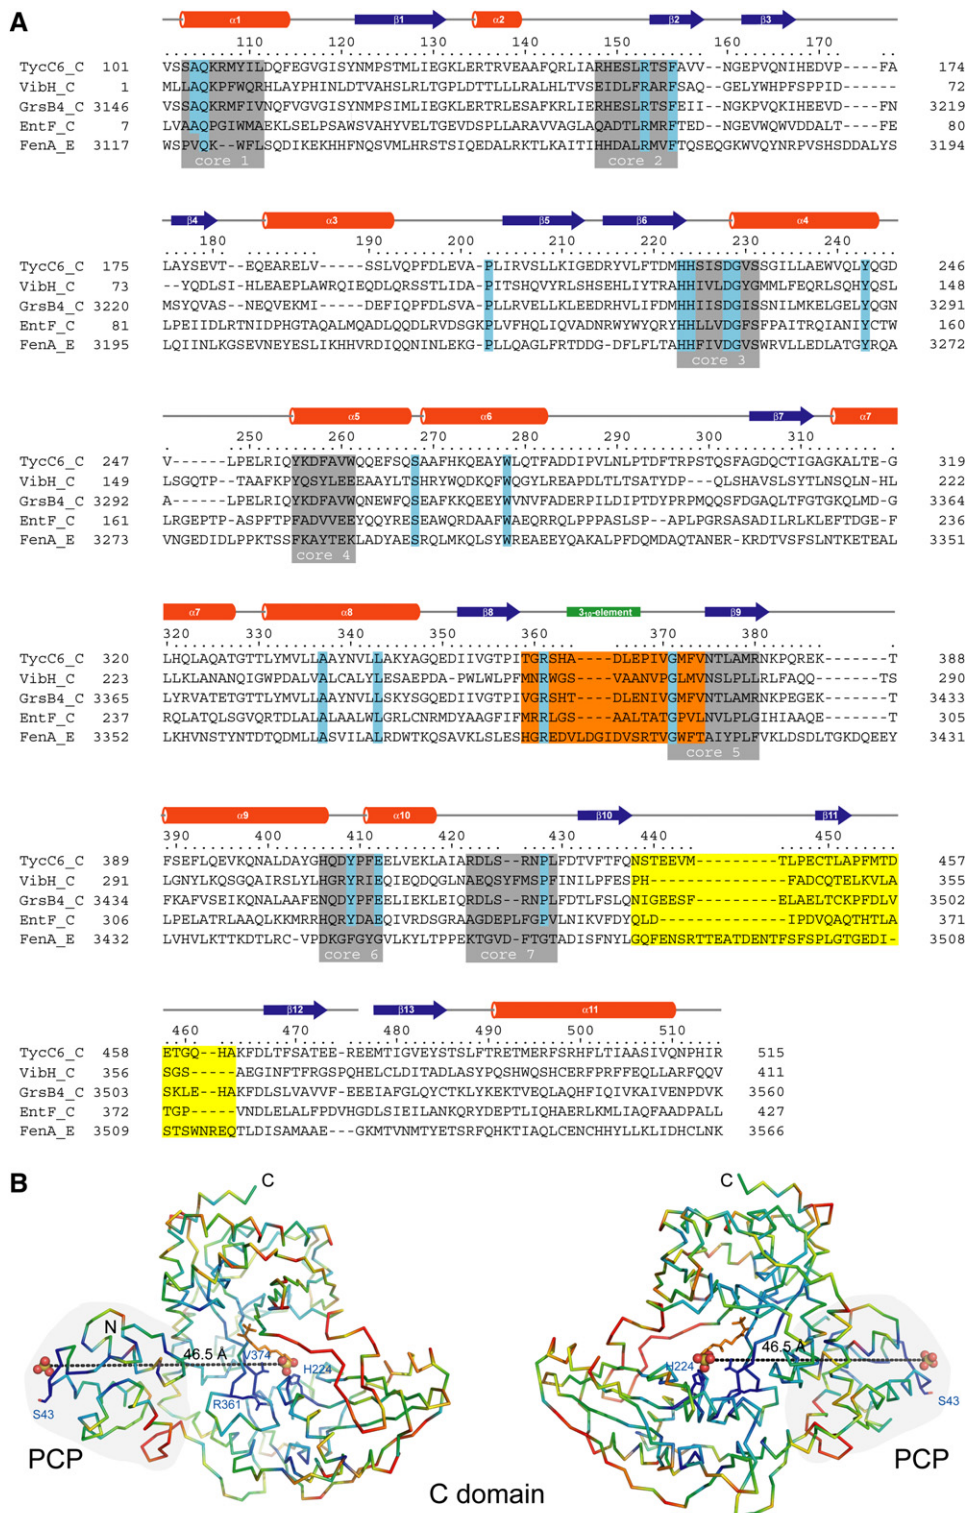 A
α1 β1 α2 β2 β3
110 120 130 140 150 160 170
TycC6_C 101 VSSAQKRMYILDQFEGVGISYNMPSTMLIEGKLERTRVEAAFQRLIARHESLRTSFAVV--NGEPVQNIHEDVP----FA 174
VibH_C 1 MLLAQKPFWQRHLAYPHINLDTVAHSLRLTGPLDTTLLLRALHLTVSEIDLFRARFSAQ--GELYWHPFSPPID------ 72
GrsB4_C 3146 VSSAQKRMFIVNQFVGVGISYNMPSIMLIEGKLERTRLESAFKRLIERHESLRTSFEIING-KPVQKIHEEVD----FN 3219
EntF_C 7 LVAAQPGIWMAEKLSELPSAWSVAHYVELTGEVDSPLLARAVVAGLAQADTLRMRFTED--NGEVWQWVDDALT----FE 80
FenA_E 3117 WSPVQK--WFLSQDIKEKHHFNQSVMLHRSTSIQEDALRKTLKAITIHHDALRMVFTQSEQGKWVQYNRPVSHSDDALYS 3194
core 1 core 2
β4 α3 β5 β6 α4
180 190 200 210 220 230 240
TycC6_C 175 LAYSEVT--EQEARELV-----SSLVQPFDLEVA-PLIRVSLLKIGEDRYVLFTDMHHSISDGVSSGILLAEWVQLYQGD 246
VibH_C 73 --YQDLSI-HLEAEPLAWRQIEQDLQRSSTLIDA-PITSHQVYRLSHSEHLIYTRAHHIVLDGYGMMLFEQRLSQHYQSL 148
GrsB4_C 3220 MSYQVAS--NEQVEKMI-----DEFIQPFDLSVA-PLLRVELLKLEEDRHVLIFDMHHIISDGISSNILMKELGELYQGN 3291
EntF_C 81 LPEIIDLRTNIDPHGTAQALMQADLQQDLRVDSGKPLVFHQLIQVADNRWYWYQRYHHLLVDGFSFPAITRQIANIYCTW 160
FenA_E 3195 LQIINLKGSEVNEYESLIKHHVRDIQQNINLEKG-PLLQAGLFRTDDG-DFLFLTAHHFIVDGVSWRVLLEDLATGYRQA 3272
core 3
α5 α6 β7 α7
250 260 270 280 290 300 310
TycC6_C 247 V------LPELRIQYKDFAVWQQEFSQSAAFHKQEAYWLQTFADDIPVLNLPTDFTRPSTQSFAGDQCTIGAGKALTE-G 319
VibH_C 149 LSGQTP--TAAFKPYQSYLEEEAAYLTSHRYWQDKQFWQGYLREAPDLTLTSATYDP--QLSHAVSLSYTLNSQLN-HL 222
GrsB4_C 3292 A------LPELRIQYKDFAVWQNEWFQSEAFKKQEEYWVNVFADERPILDIPTDYPRPMQQSFDGAQLTFGTGKQLMD-G 3364
EntF_C 161 LRGEPTP-ASPFTPFADVVEEYQQYRESEAWQRDAAFWAEQRRQLPPPASLSP--APLPGRSASADILRLKLEFTDGE-F 236
FenA_E 3273 VNGEDIDLPPKTSSFKAYTEKLADYAESRQLMKQLSYWREAEEYQAKALPFDQMDAQTANER-KRDTVSFSLNTKETEAL 3351
core 4
α7 α8 β8 3₁₀-element β9
320 330 340 350 360 370 380
TycC6_C 320 LHQLAQATGTTLYMVLLAAYNVLLAKYAGQEDIIVGTPITGRSHA----DLEPIVGMFVNTLAMRNKPQREK-------T 388
VibH_C 223 LLKLANANQIGWPDALVALCALYLESAEPDA-PWLWLPFMNRWGS----VAANVPGLMVNSLPLLRLSAQQ--------TS 290
GrsB4_C 3365 LYRVATETGTTLYMVLLAAYNVLLSKYSGQEDIIVGTPIVGRSHT----DLENIVGMFVNTLAMRNKPEGEK-------T 3433
EntF_C 237 RQLATQLSGVQRTDLALALAALWLGRLCNRMDYAAGFIFMRRLGS----AALTATGPVLNVLPLGIHIAAQE-------T 305
FenA_E 3352 LKHVNSTYNTDTQDMLLASVILALRDWTKQSAVKLSLESHGREDVLDGIDVSRTVGWFTAIYPLFVKLDSDLTGKDQEEY 3431
core 5
α9 α10 β10 β11
390 400 410 420 430 440 450
TycC6_C 389 FSEFLQEVKQNALDAYGHQDYPFEELVEKLAIARDLS--RNPLFDTVFTFQNSTEEVM----------TLPECTLAPFMTD 457
VibH_C 291 LGNYLKQSGQAIRSLYLHGRYRIEQIEQDQGLNAEQSYFMSPFINILPFESPH---------------FADCQTELKVLA 355
GrsB4_C 3434 FKAFVSEIKQNALAAFENQDYPFEELIEKLEIQRDLS--RNPLFDTLFSLQNIGEESF----------ELAELTCKPFDLV 3502
EntF_C 306 LPELATRLAAQLKKMRRHQRYDAEQIVRDSGRAAGDEPLFGPVLNIKVFDYQLD--------------IPDVQAQTHTLA 371
FenA_E 3432 LVHVLKTTKDTLRC-VPDKGFGYGVLKYLTPPEKTGVD-FTGTADISFNYLGQFENSRTTEATDENTFSFSPLGTGEDI- 3508
core 6 core 7
β12 β13 α11
460 470 480 490 500 510
TycC6_C 458 ETGQ--HAKFDLTFSATEE-REEMTIGVEYSTSLFTRETMERFSRHFLTIAASIVQNPHIR 515
VibH_C 356 SGS-----AEGINFTFRGSPQHELCLDITADLASYPQSHWQSHCERFPRFFEQLLARFQQV 411
GrsB4_C 3503 SKLE--HAKFDLSLVAVVF-EEEIAFGLQYCTKLYKEKTVEQLAQHFIQIVKAIVENPDVK 3560
EntF_C 372 TGP-----VNDLELALFPDVHGDLSIEILANKQRYDEPTLIQHAERLKMLIAQFAADPALL 427
FenA_E 3509 STSWNREQTLDISAMAAE---GKMTVNMTYETSRFQHKTIAQLCENCHHYLLKLIDHCLNK 3566
B
C C
N
46.5 Å V374 H224 H224 46.5 Å
S43 R361 S43
PCP PCP
C domain